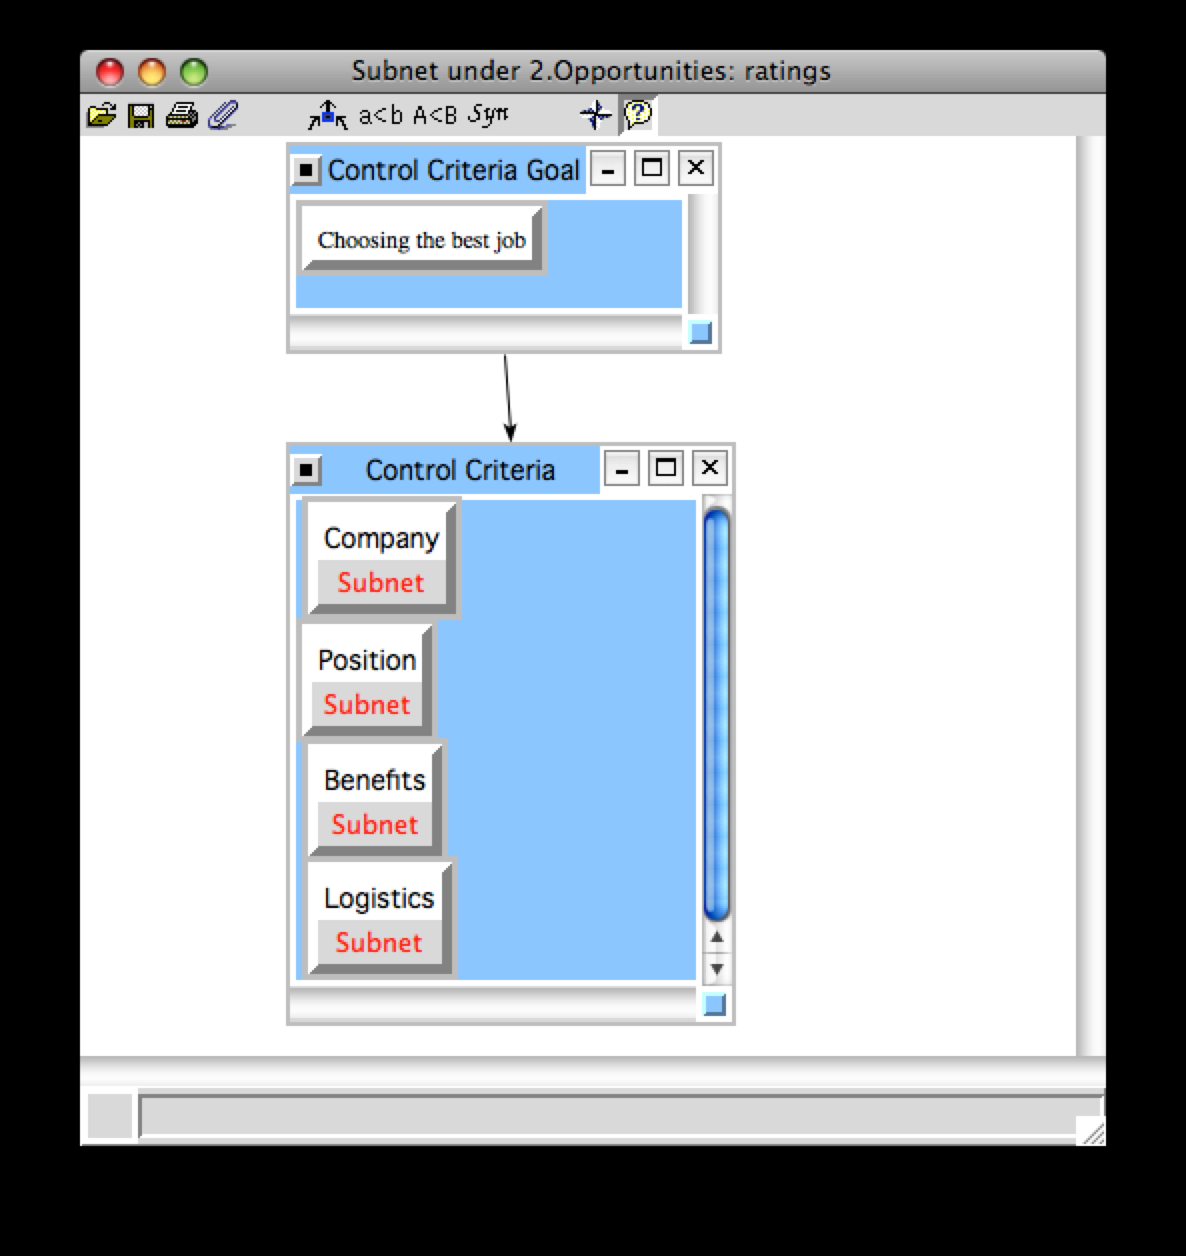 Subnet under 2.Opportunities: ratings
a<b A<B Syn
Control Criteria Goal
Choosing the best job
Control Criteria
Company
Subnet
Position
Subnet
Benefits
Subnet
Logistics
Subnet